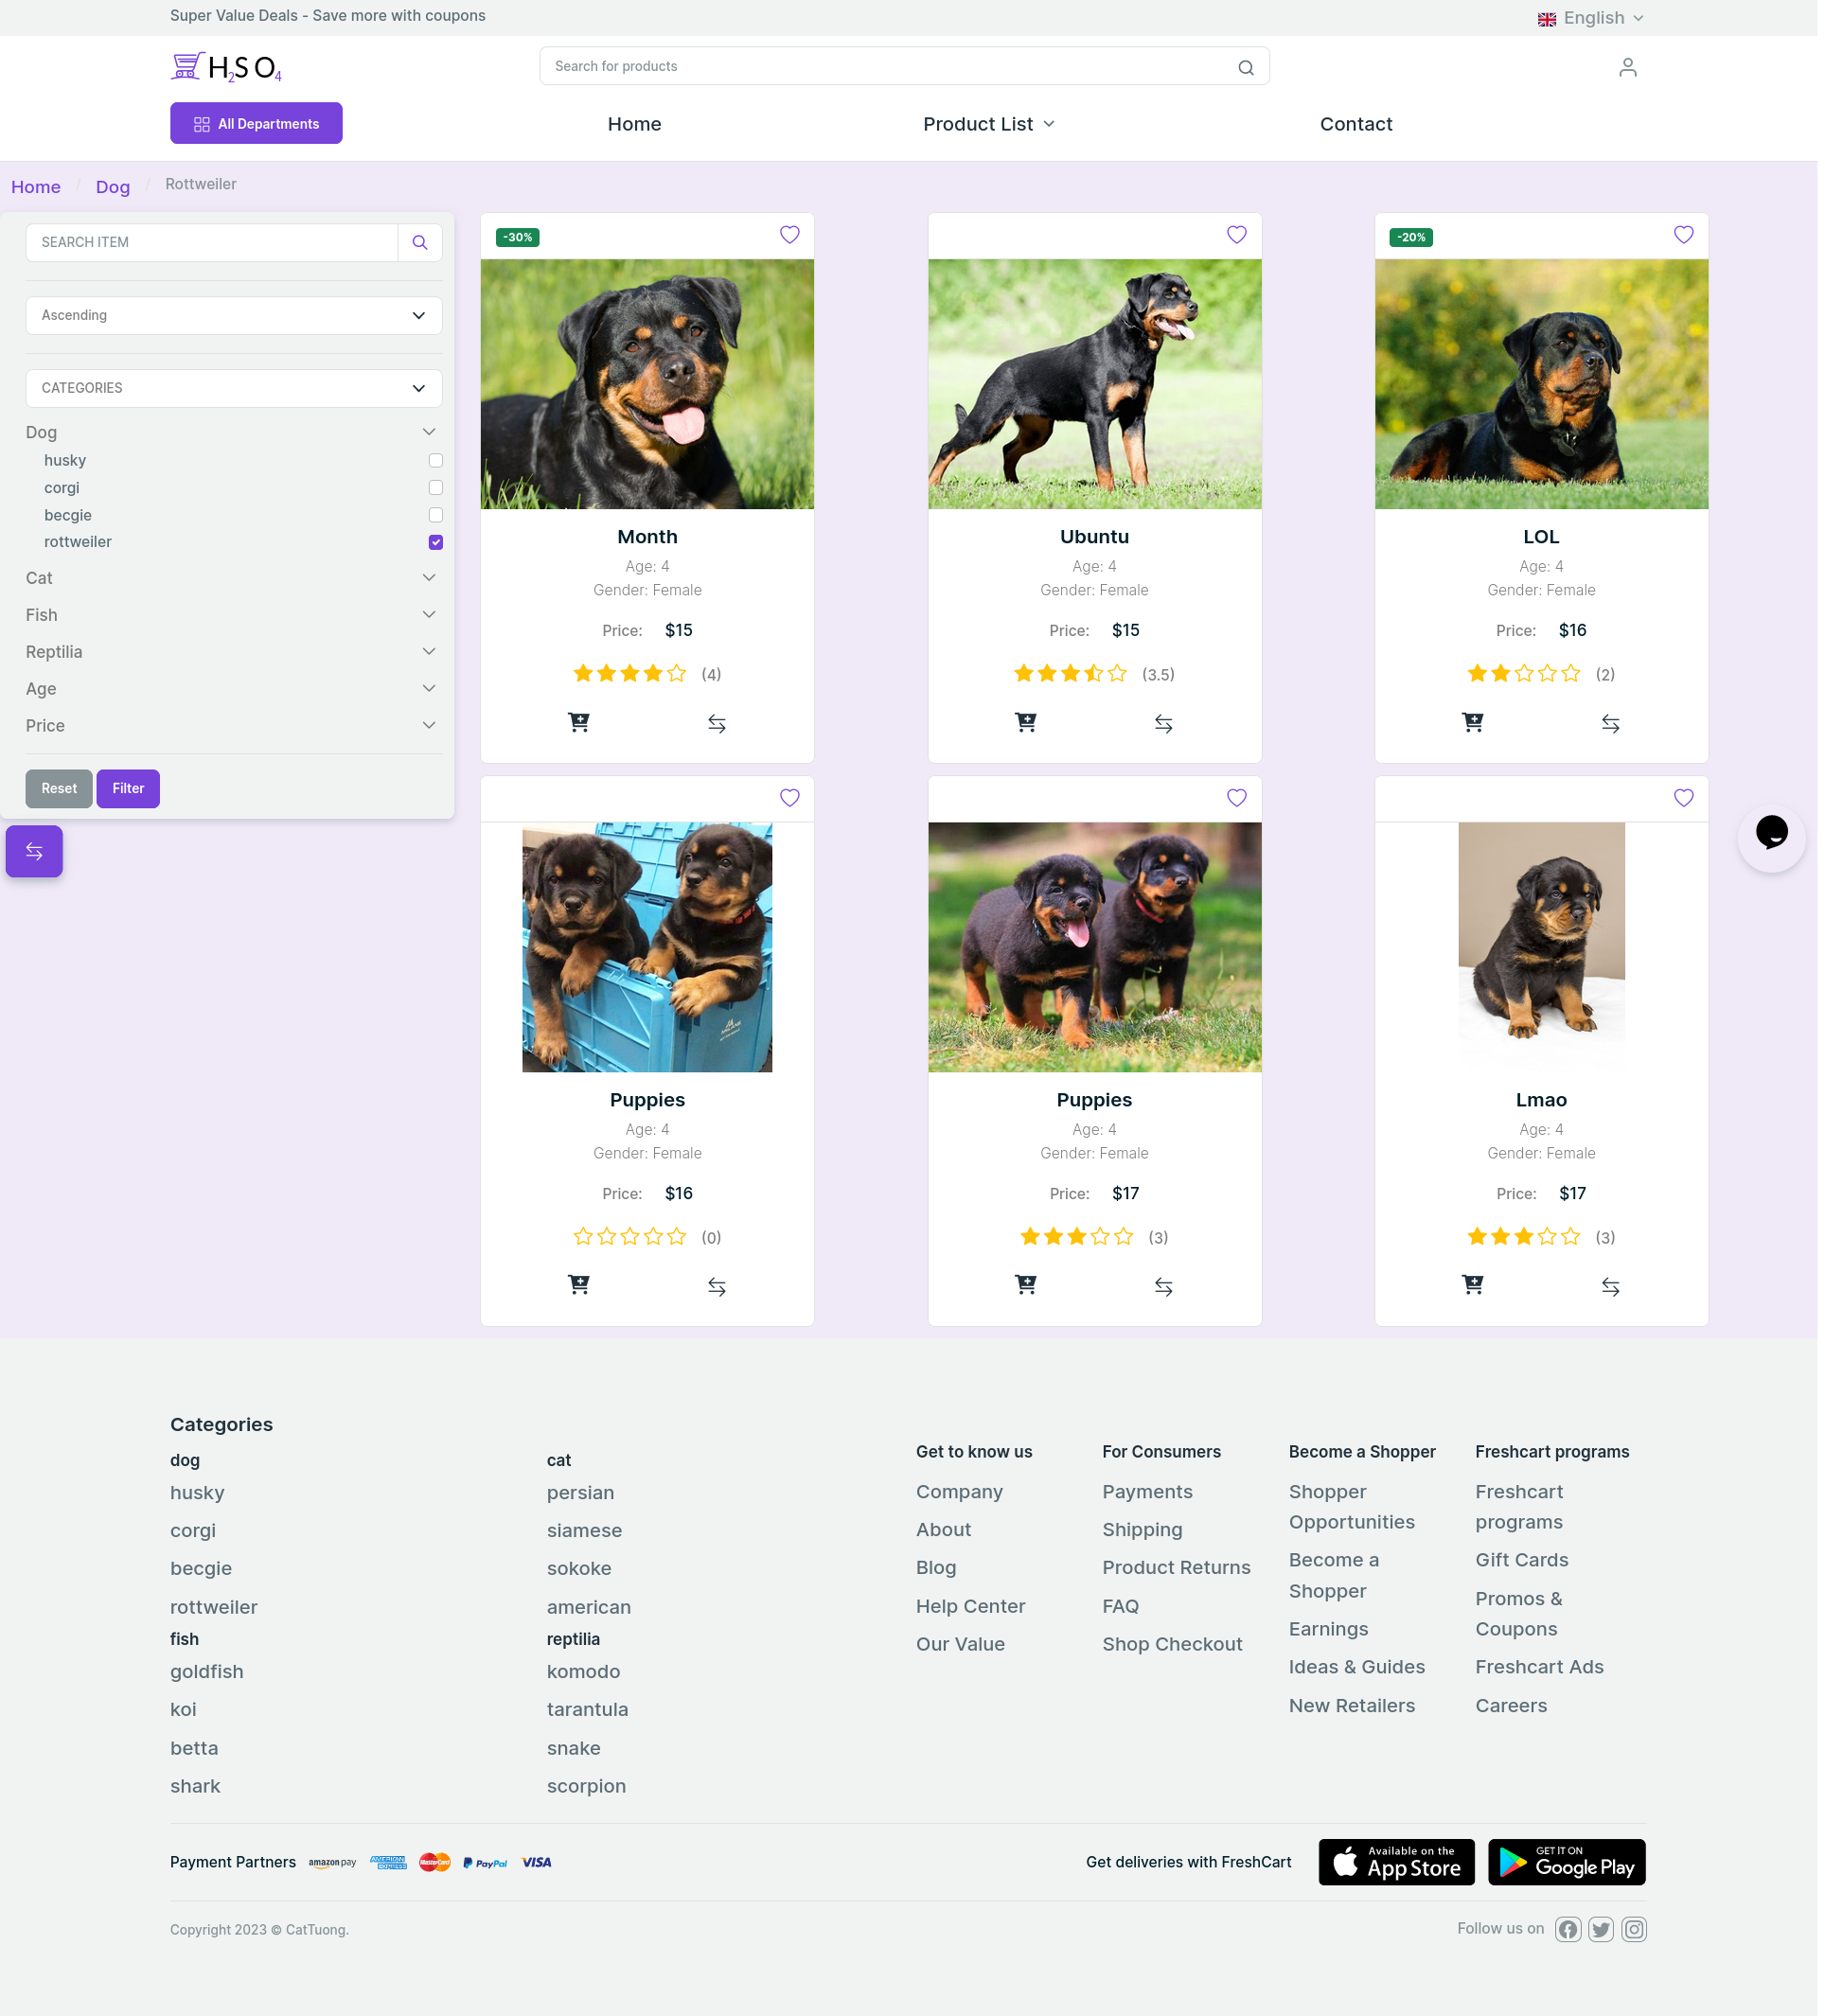 Super Value Deals - Save more with coupons
English
H2SO4
Search for products
All Departments
Home
Product List
Contact
Home / Dog / Rottweiler
SEARCH ITEM
Ascending
CATEGORIES
Dog
husky
corgi
becgie
rottweiler
Cat
Fish
Reptilia
Age
Price
Reset
Filter
-30%
Month
Age: 4
Gender: Female
Price: $15
(4)
Ubuntu
Age: 4
Gender: Female
Price: $15
(3.5)
-20%
LOL
Age: 4
Gender: Female
Price: $16
(2)
Puppies
Age: 4
Gender: Female
Price: $16
(0)
Puppies
Age: 4
Gender: Female
Price: $17
(3)
Lmao
Age: 4
Gender: Female
Price: $17
(3)
Categories
dog
husky
corgi
becgie
rottweiler
cat
persian
siamese
sokoke
american
fish
goldfish
koi
betta
shark
reptilia
komodo
tarantula
snake
scorpion
Get to know us
Company
About
Blog
Help Center
Our Value
For Consumers
Payments
Shipping
Product Returns
FAQ
Shop Checkout
Become a Shopper
Shopper
Opportunities
Become a
Shopper
Earnings
Ideas & Guides
New Retailers
Freshcart programs
Freshcart
programs
Gift Cards
Promos &
Coupons
Freshcart Ads
Careers
Payment Partners
amazon pay
AMERICAN
EXPRESS
MasterCard
PayPal
VISA
Get deliveries with FreshCart
Available on the
App Store
GET IT ON
Google Play
Copyright 2023 © CatTuong.
Follow us on